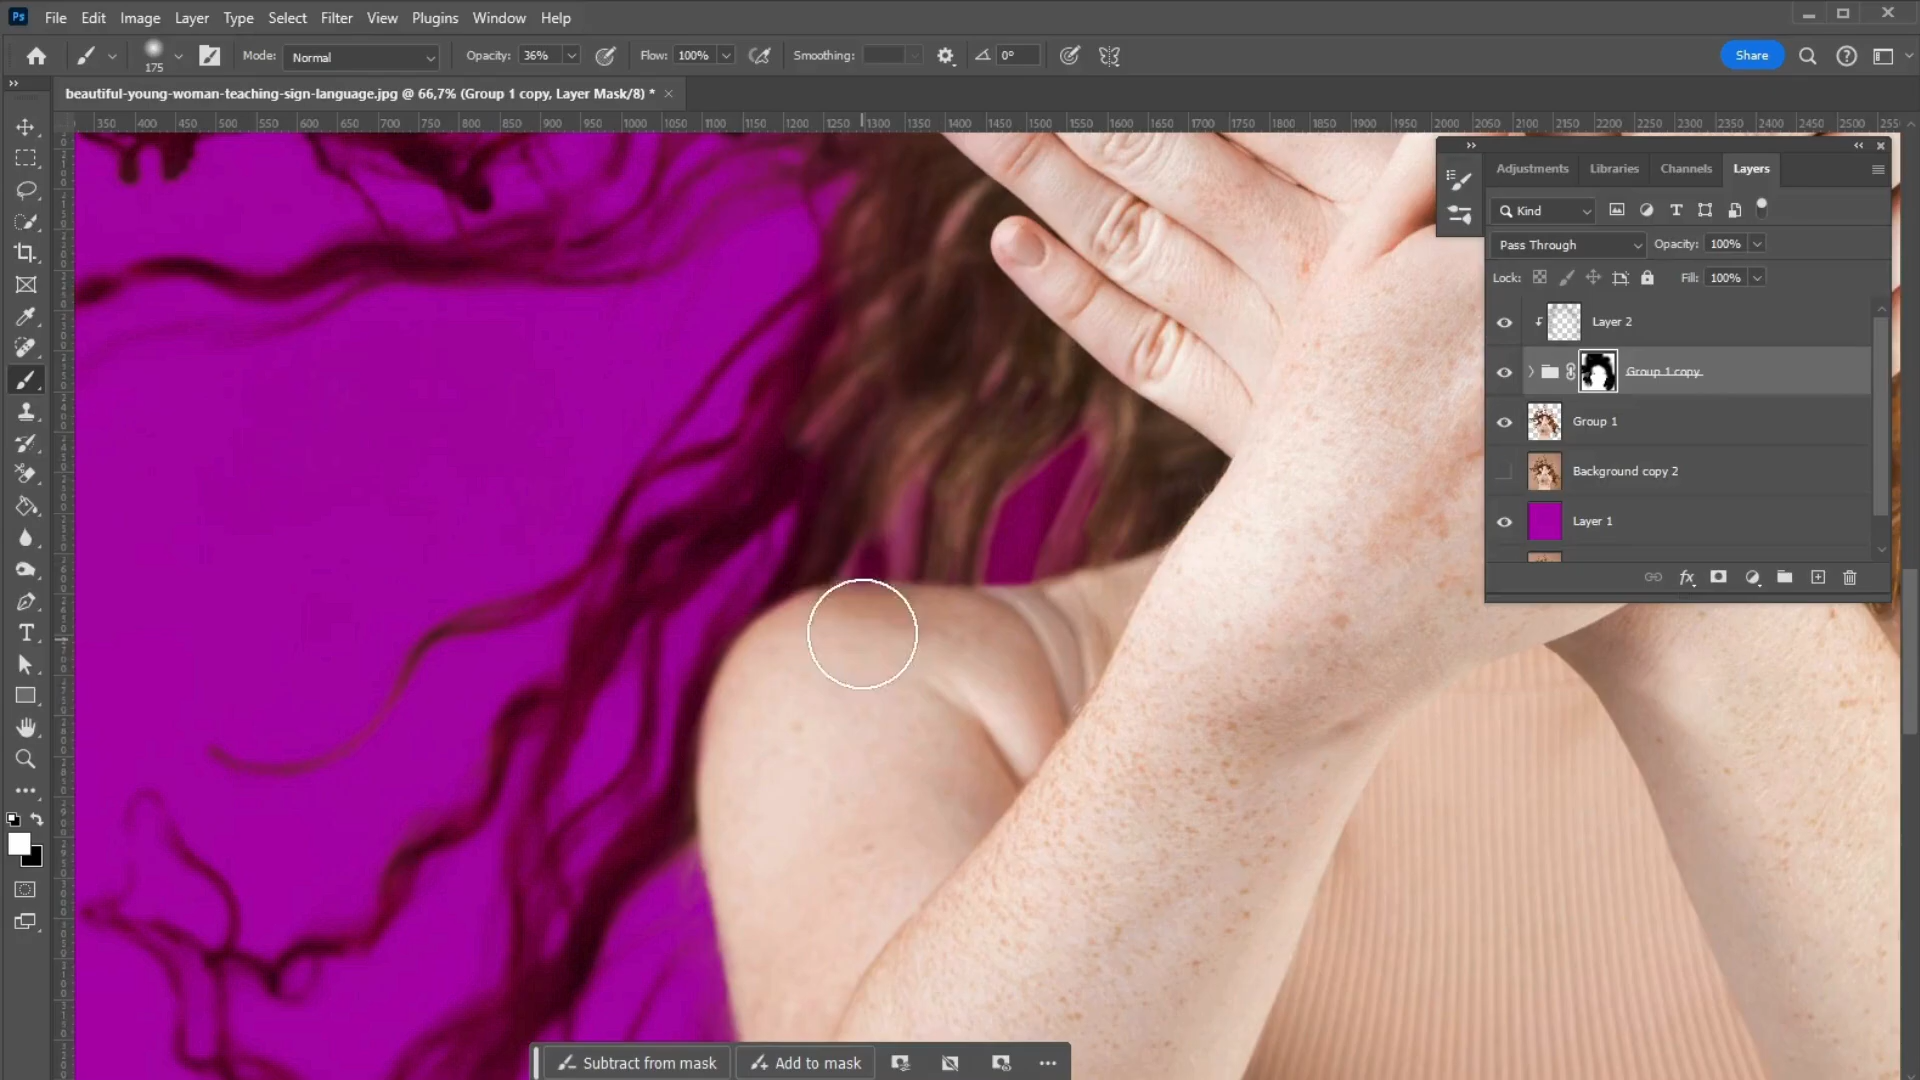 Ps File Edit Image Layer Type Select Filter View Plugins Window Help
175 Mode: Normal Opacity: 36% Flow: 100% Smoothing: 0° Share
beautiful-young-woman-teaching-sign-language.jpg @ 66,7% (Group 1 copy, Layer Mask/8) * ×
350 400 450 500 550 600 650 700 750 800 850 900 950 1000 1050 1100 1150 1200 1250 1300 1350 1400 1450 1500 1550 1600 1650 1700 1750 1800 1850 1900 1950 2000 2050 2100 2150 2200 2250 2300 2350 2400 2450 2500 255
Adjustments Libraries Channels Layers
Kind
Pass Through Opacity: 100%
Lock: Fill: 100%
Layer 2
Group 1 copy
Group 1
Background copy 2
Layer 1
fx
Subtract from mask Add to mask